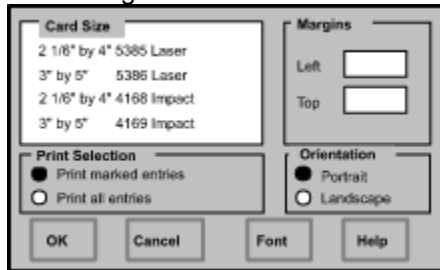 Card Size
2 1/6" by 4" 5385 Laser
3" by 5" 5386 Laser
2 1/6" by 4" 4168 Impact
3" by 5" 4169 Impact
Margins
Left
Top
Print Selection
Print marked entries
Print all entries
Orientation
Portrait
Landscape
OK Cancel Font Help